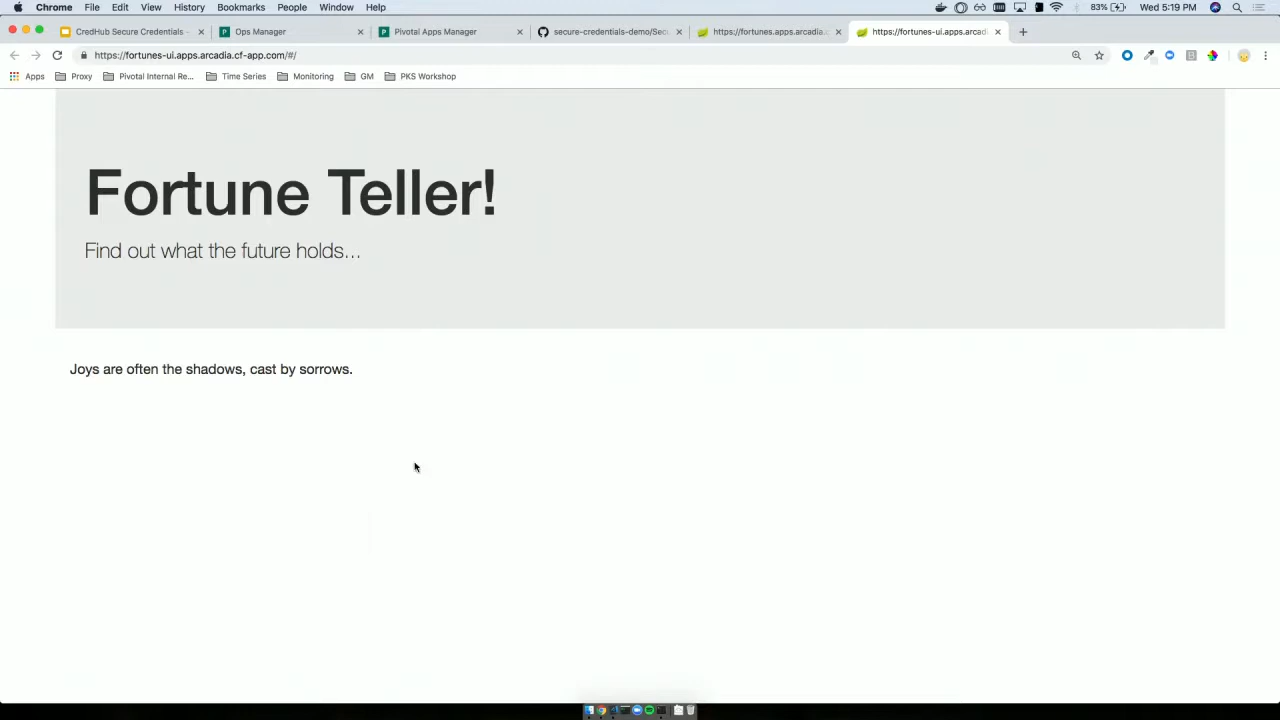 Chrome File Edit View History Bookmarks People Window Help 83% Wed 5:19 PM
CredHub Secure Credentials - Ops Manager Pivotal Apps Manager secure-credentials-demo/Secu https://fortunes.apps.arcadia.c https://fortunes-ui.apps.arcadi
https://fortunes-ui.apps.arcadia.cf-app.com/#/
Apps Proxy Pivotal Internal Re... Time Series Monitoring GM PKS Workshop
Fortune Teller!
Find out what the future holds...
Joys are often the shadows, cast by sorrows.